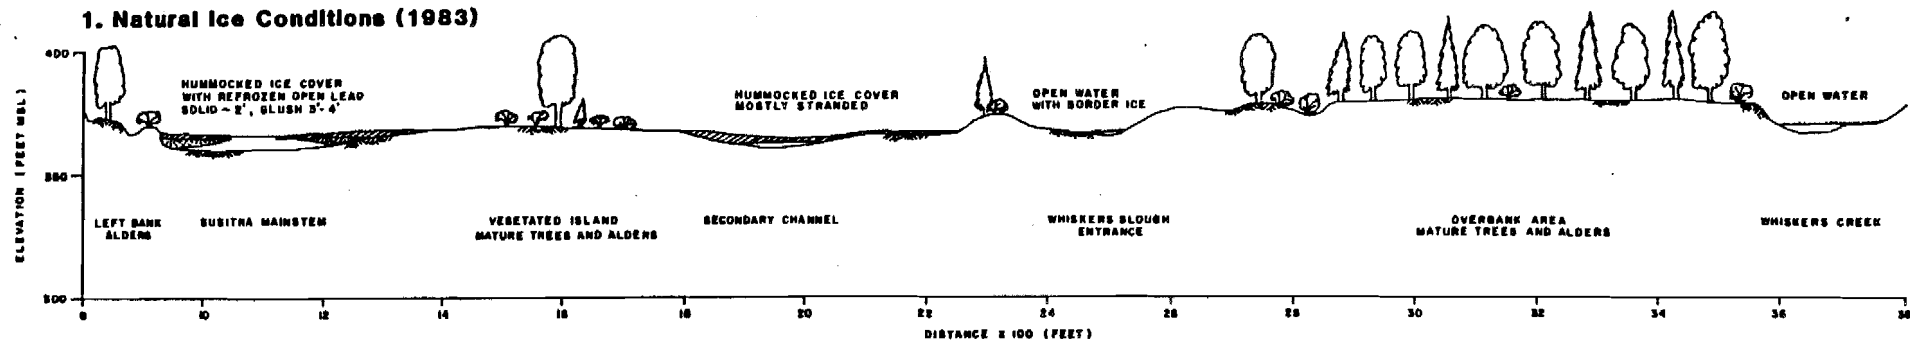 1. Natural Ice Conditions (1983)
400
HUMMOCKED ICE COVER
WITH REFROZEN OPEN LEAD
SOLID ~ 2', SLUSH 3'- 4'
HUMMOCKED ICE COVER
MOSTLY STRANDED
OPEN WATER
WITH BORDER ICE
OPEN WATER
ELEVATION (FEET MSL)
350
LEFT BANK
ALDERS
SUSITNA MAINSTEM
VEGETATED ISLAND
MATURE TREES AND ALDERS
SECONDARY CHANNEL
WHISKERS SLOUGH
ENTRANCE
OVERBANK AREA
MATURE TREES AND ALDERS
WHISKERS CREEK
300
8 10 12 14 16 18 20 22 24 26 28 30 32 34 36 38
DISTANCE X 100 (FEET)